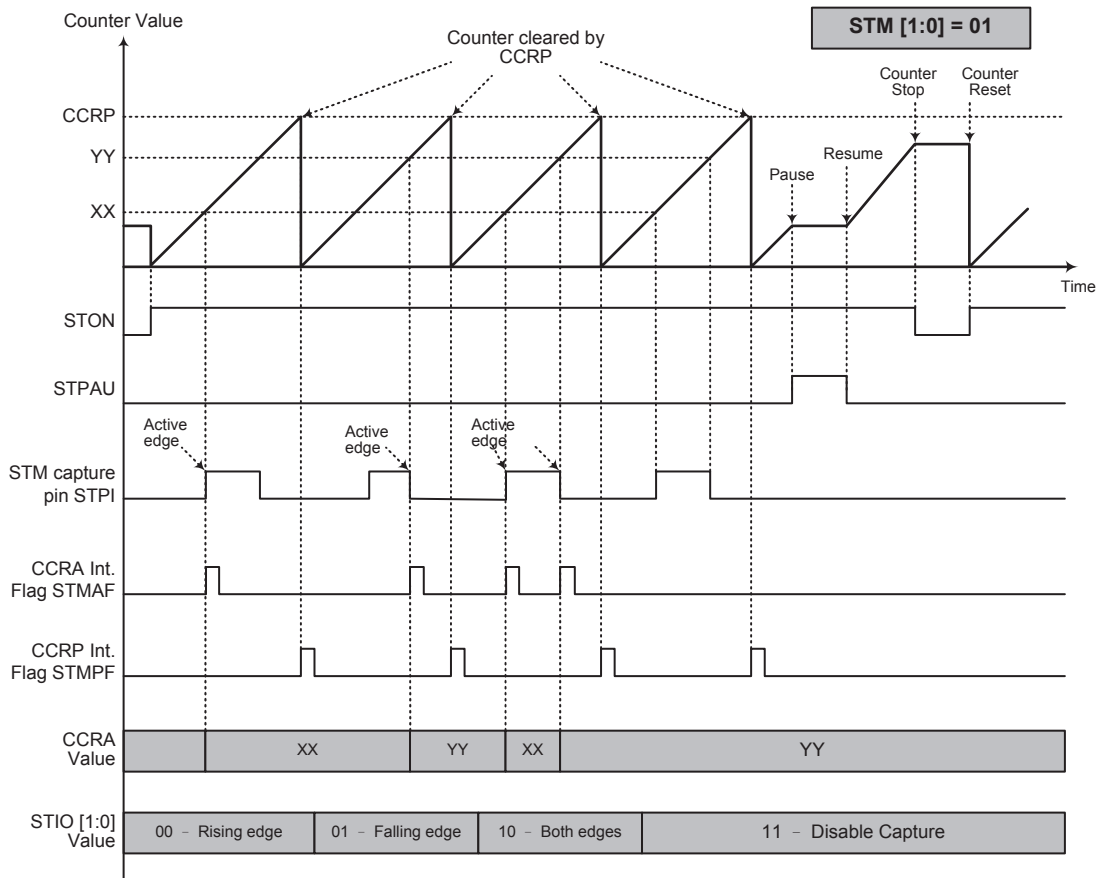 Counter Value
STM [1:0] = 01
Counter cleared by
CCRP
Counter
Stop
Counter
Reset
CCRP
YY
XX
Pause
Resume
Time
STON
STPAU
Active
edge
Active
edge
Active
edge
STM capture
pin STPI
CCRA Int.
Flag STMAF
CCRP Int.
Flag STMPF
CCRA
Value
XX
YY
XX
YY
STIO [1:0]
Value
00 – Rising edge
01 – Falling edge
10 – Both edges
11 – Disable Capture